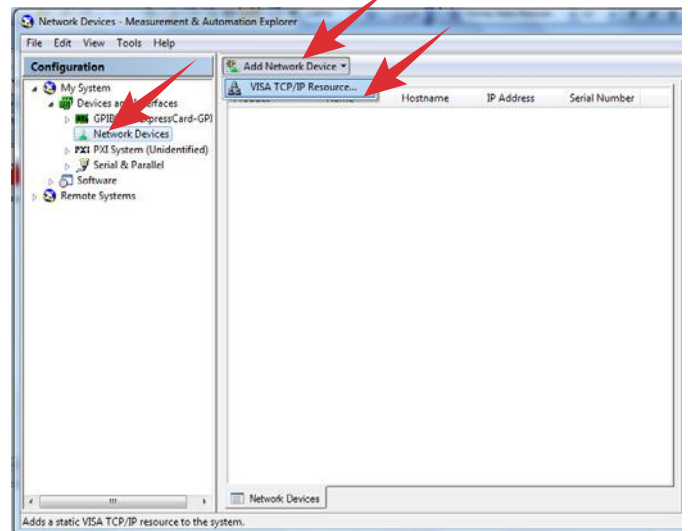 Network Devices - Measurement & Automation Explorer
File Edit View Tools Help
Configuration
Add Network Device
VISA TCP/IP Resource...
My System
Devices and Interfaces
Hostname IP Address Serial Number
ExpressCard-GPI
Network Devices
PXI PXI System (Unidentified)
Serial & Parallel
Software
Remote Systems
Network Devices
Adds a static VISA TCP/IP resource to the system.